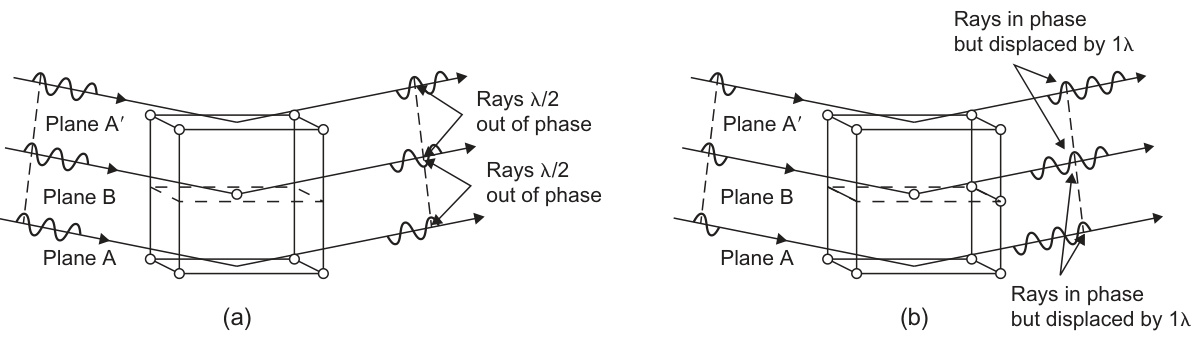 Plane A′
Plane B
Plane A
Rays λ/2
out of phase
Rays λ/2
out of phase
(a)
Rays in phase
but displaced by 1λ
Plane A′
Plane B
Plane A
Rays in phase
but displaced by 1λ
(b)